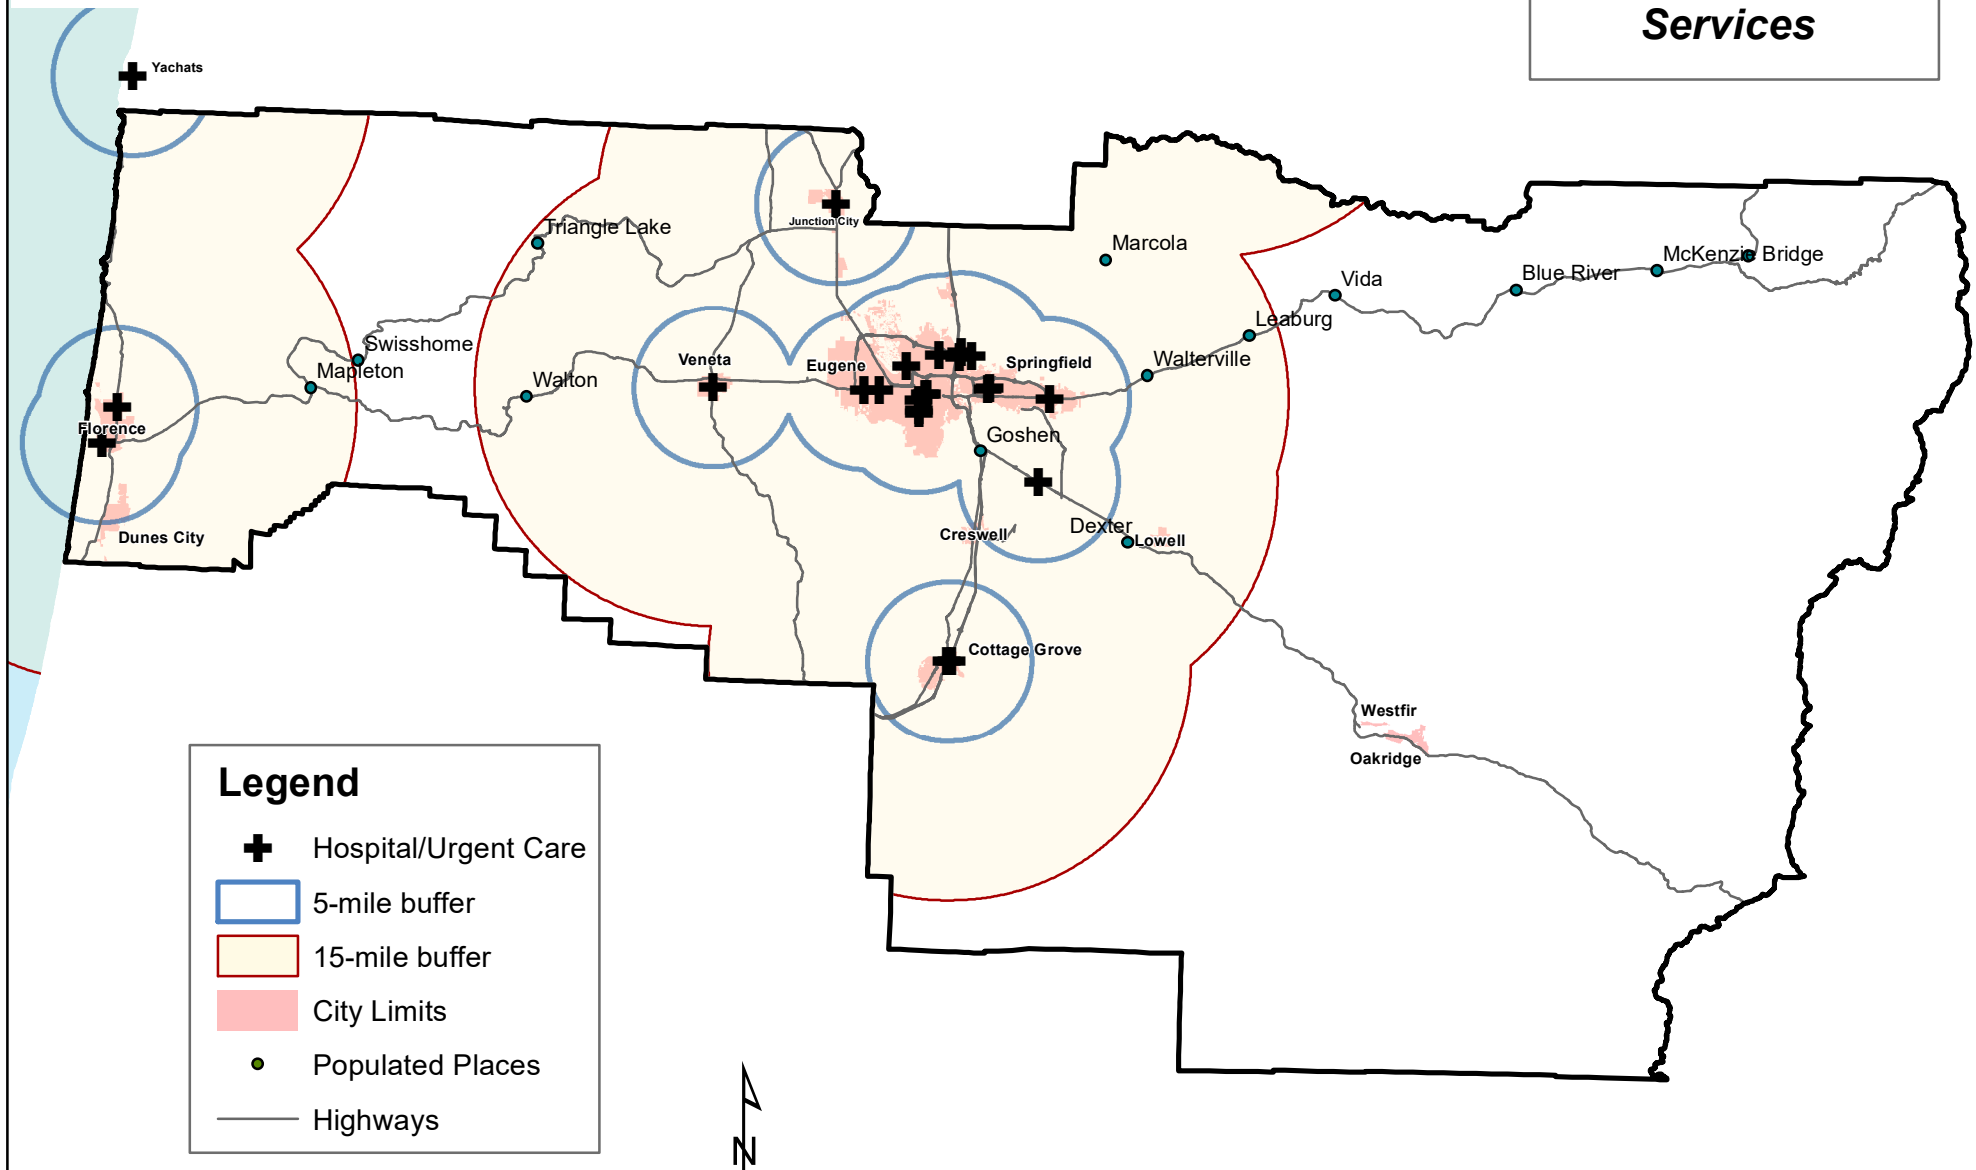 Services
Yachats
Junction City
Triangle Lake
Marcola
McKenzie Bridge
Blue River
Vida
Leaburg
Swisshome
Walterville
Veneta
Eugene
Springfield
Mapleton
Walton
Florence
Goshen
Dexter
Lowell
Creswell
Dunes City
Cottage Grove
Westfir
Oakridge
Legend
Hospital/Urgent Care
5-mile buffer
15-mile buffer
City Limits
Populated Places
Highways
N